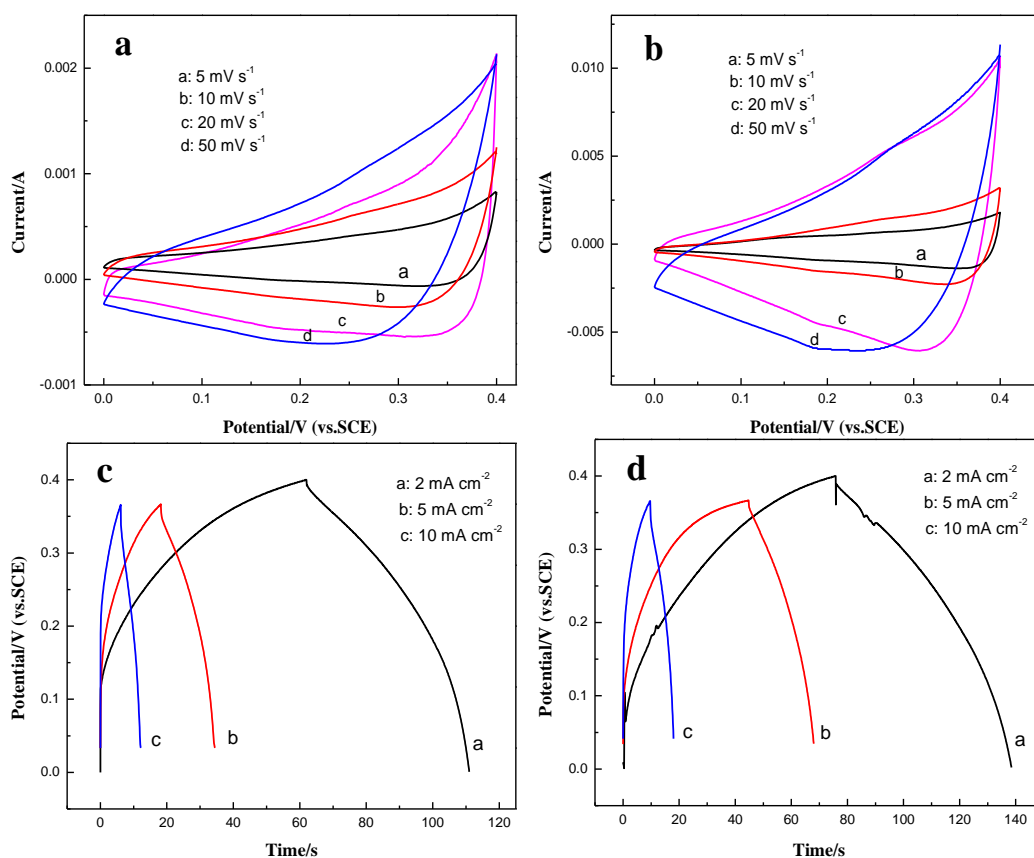 a
a: 5 mV s⁻¹
b: 10 mV s⁻¹
c: 20 mV s⁻¹
d: 50 mV s⁻¹
0.002
0.001
0.000
-0.001
Current/A
a
b
c
d
0.0
0.1
0.2
0.3
0.4
Potential/V (vs.SCE)
b
a: 5 mV s⁻¹
b: 10 mV s⁻¹
c: 20 mV s⁻¹
d: 50 mV s⁻¹
0.010
0.005
0.000
-0.005
Current/A
a
b
c
d
0.0
0.1
0.2
0.3
0.4
Potential/V (vs.SCE)
c
a: 2 mA cm⁻²
b: 5 mA cm⁻²
c: 10 mA cm⁻²
0.4
0.3
0.2
0.1
0.0
Potential/V (vs.SCE)
c
b
a
0
20
40
60
80
100
120
Time/s
d
a: 2 mA cm⁻²
b: 5 mA cm⁻²
c: 10 mA cm⁻²
0.4
0.3
0.2
0.1
0.0
Potential/V (vs.SCE)
c
b
a
0
20
40
60
80
100
120
140
Time/s